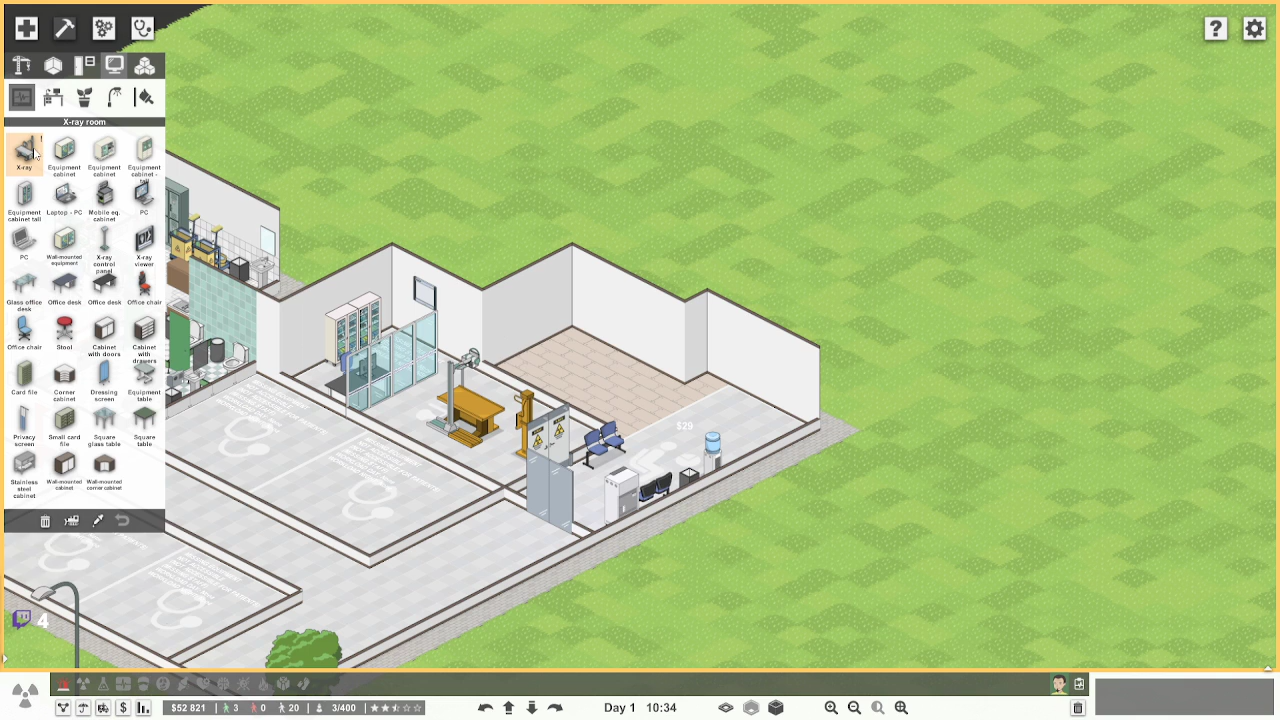 ?
X-ray room
X-ray
Equipment cabinet
Equipment cabinet
Equipment cabinet - tall
Equipment cabinet tall
Laptop - PC
Mobile eq. cabinet
PC
PC
Wall-mounted equipment
X-ray control panel
X-ray viewer
Glass office desk
Office desk
Office desk
Office chair
Office chair
Stool
Cabinet with doors
Cabinet with drawers
Card file
Corner cabinet
Dressing screen
Equipment table
Privacy screen
Small card file
Square glass table
Square table
Stainless steel cabinet
Wall-mounted cabinet
Wall-mounted corner cabinet
$29
4
$52 821
3
0
20
3/400
Day 1 10:34